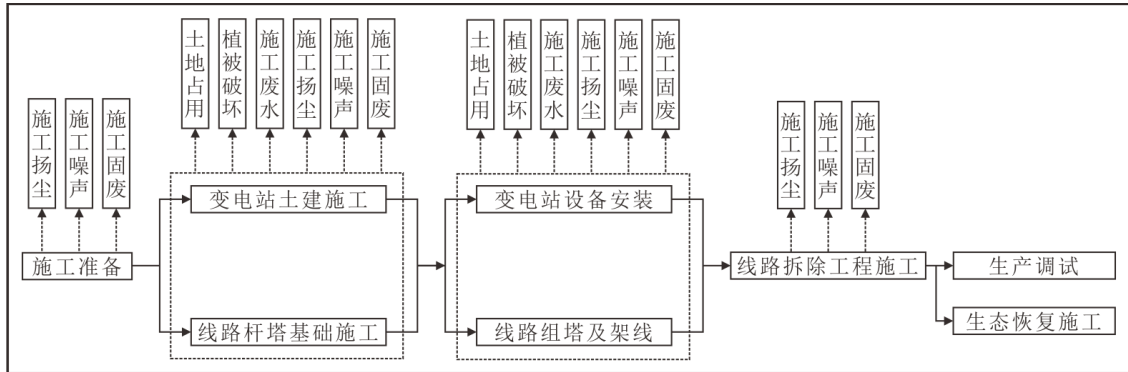 土地占用
植被破坏
施工废水
施工扬尘
施工噪声
施工固废
土地占用
植被破坏
施工废水
施工扬尘
施工噪声
施工固废
施工扬尘
施工噪声
施工固废
施工扬尘
施工噪声
施工固废
变电站土建施工
变电站设备安装
施工准备
线路拆除工程施工
生产调试
线路杆塔基础施工
线路组塔及架线
生态恢复施工